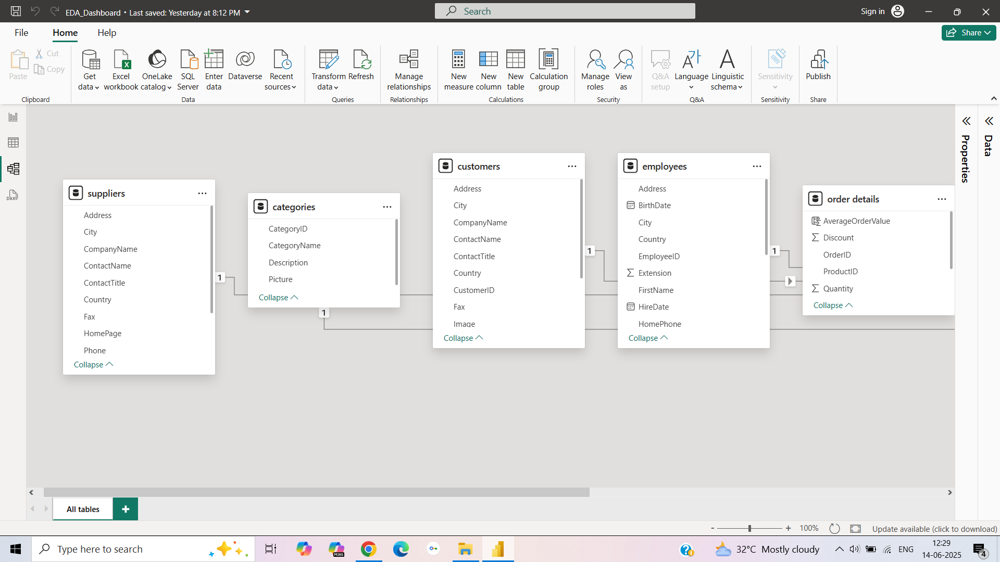 EDA_Dashboard • Last saved: Yesterday at 8:12 PM
Search
Sign in
File
Home
Help
Share
Paste
Cut
Copy
Clipboard
Get data
Excel workbook
OneLake catalog
SQL Server
Enter data
Dataverse
Recent sources
Data
Transform data
Refresh
Queries
Manage relationships
Relationships
New measure
New column
New table
Calculation group
Calculations
Manage roles
View as
Security
Q&A setup
Language
Linguistic schema
Q&A
Sensitivity
Sensitivity
Publish
Share
DAX
suppliers
Address
City
CompanyName
ContactName
ContactTitle
Country
Fax
HomePage
Phone
Collapse
1
categories
CategoryID
CategoryName
Description
Picture
Collapse
1
customers
Address
City
CompanyName
ContactName
ContactTitle
Country
CustomerID
Fax
Image
Collapse
1
employees
Address
BirthDate
City
Country
EmployeeID
Extension
FirstName
HireDate
HomePhone
Collapse
1
order details
AverageOrderValue
Discount
OrderID
ProductID
Quantity
Collapse
Properties
Data
All tables
100%
Update available (click to download)
Type here to search
M365
32°C Mostly cloudy
ENG
12:29
14-06-2025
4